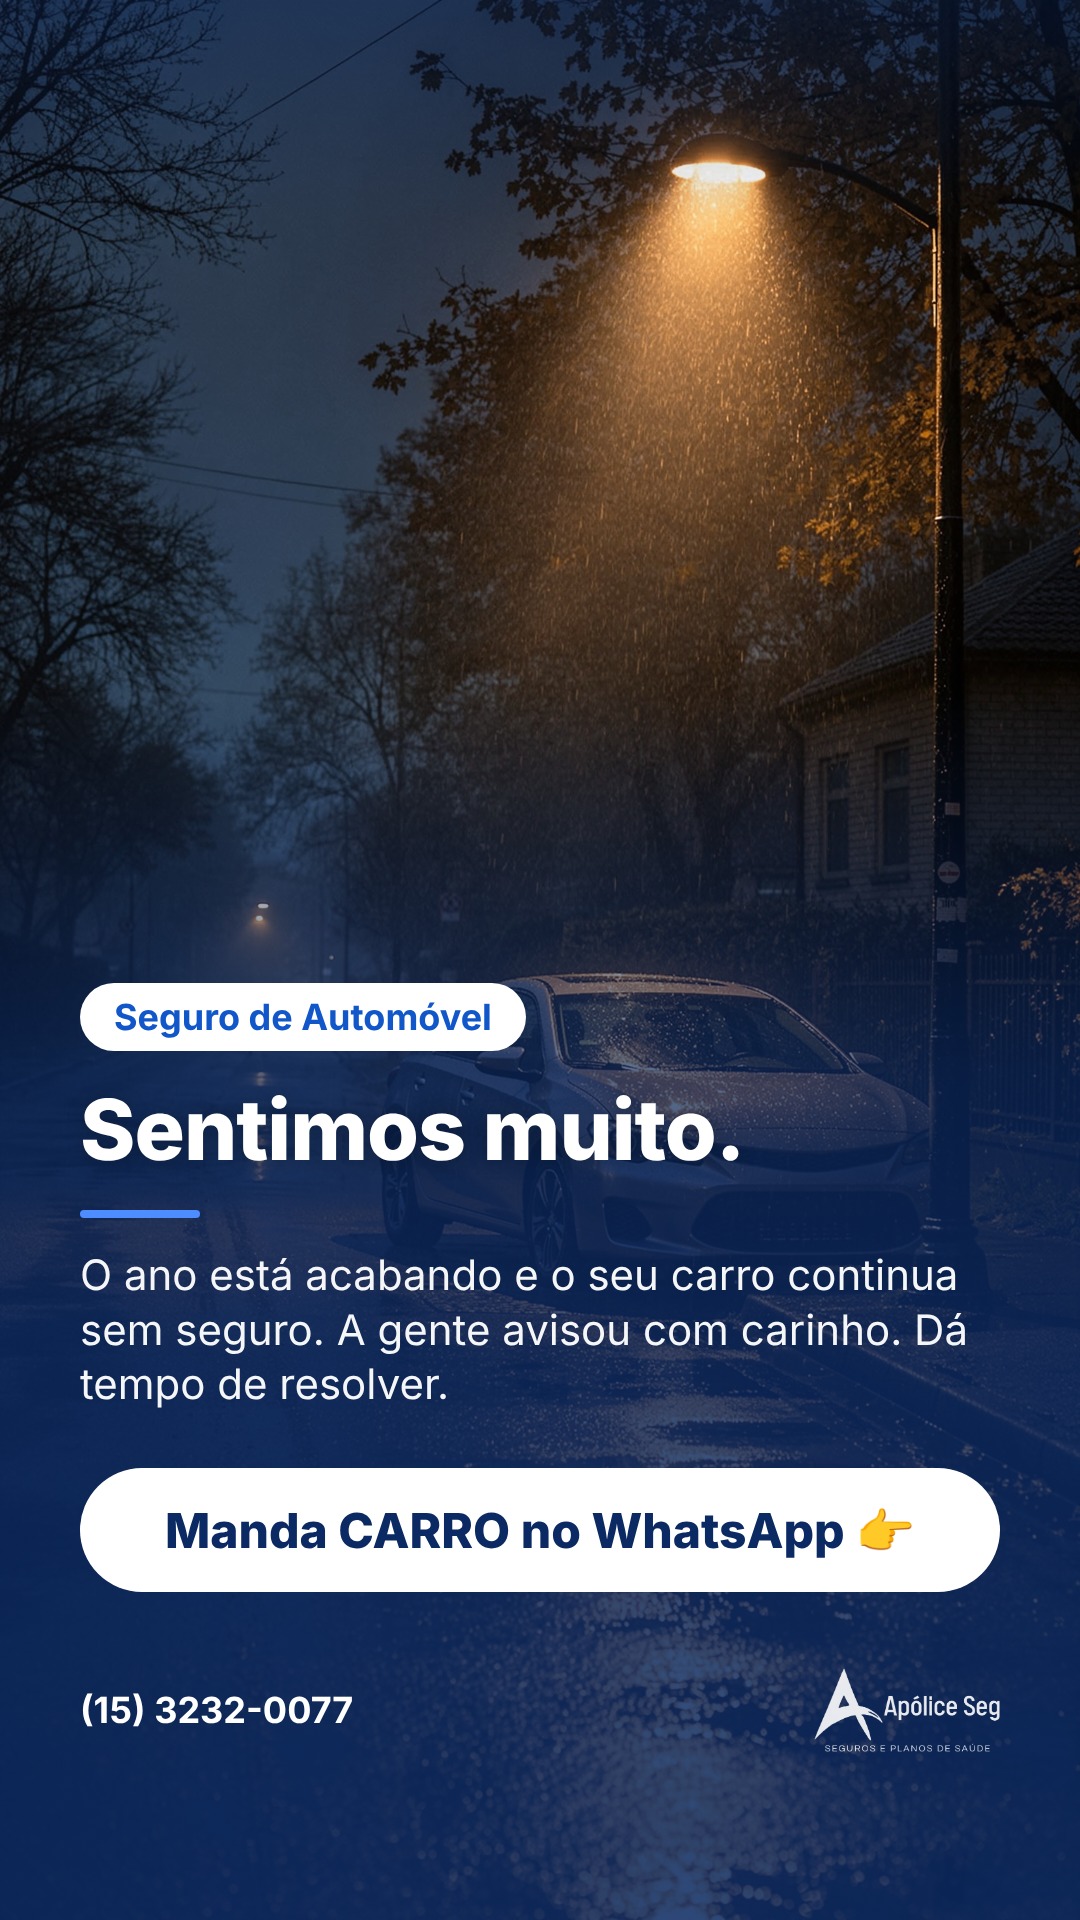 Seguro de Automóvel
Sentimos muito.
O ano está acabando e o seu carro continua
sem seguro. A gente avisou com carinho. Dá
tempo de resolver.
Manda CARRO no WhatsApp 👉
(15) 3232-0077
Apólice Seg
SEGUROS E PLANOS DE SAÚDE